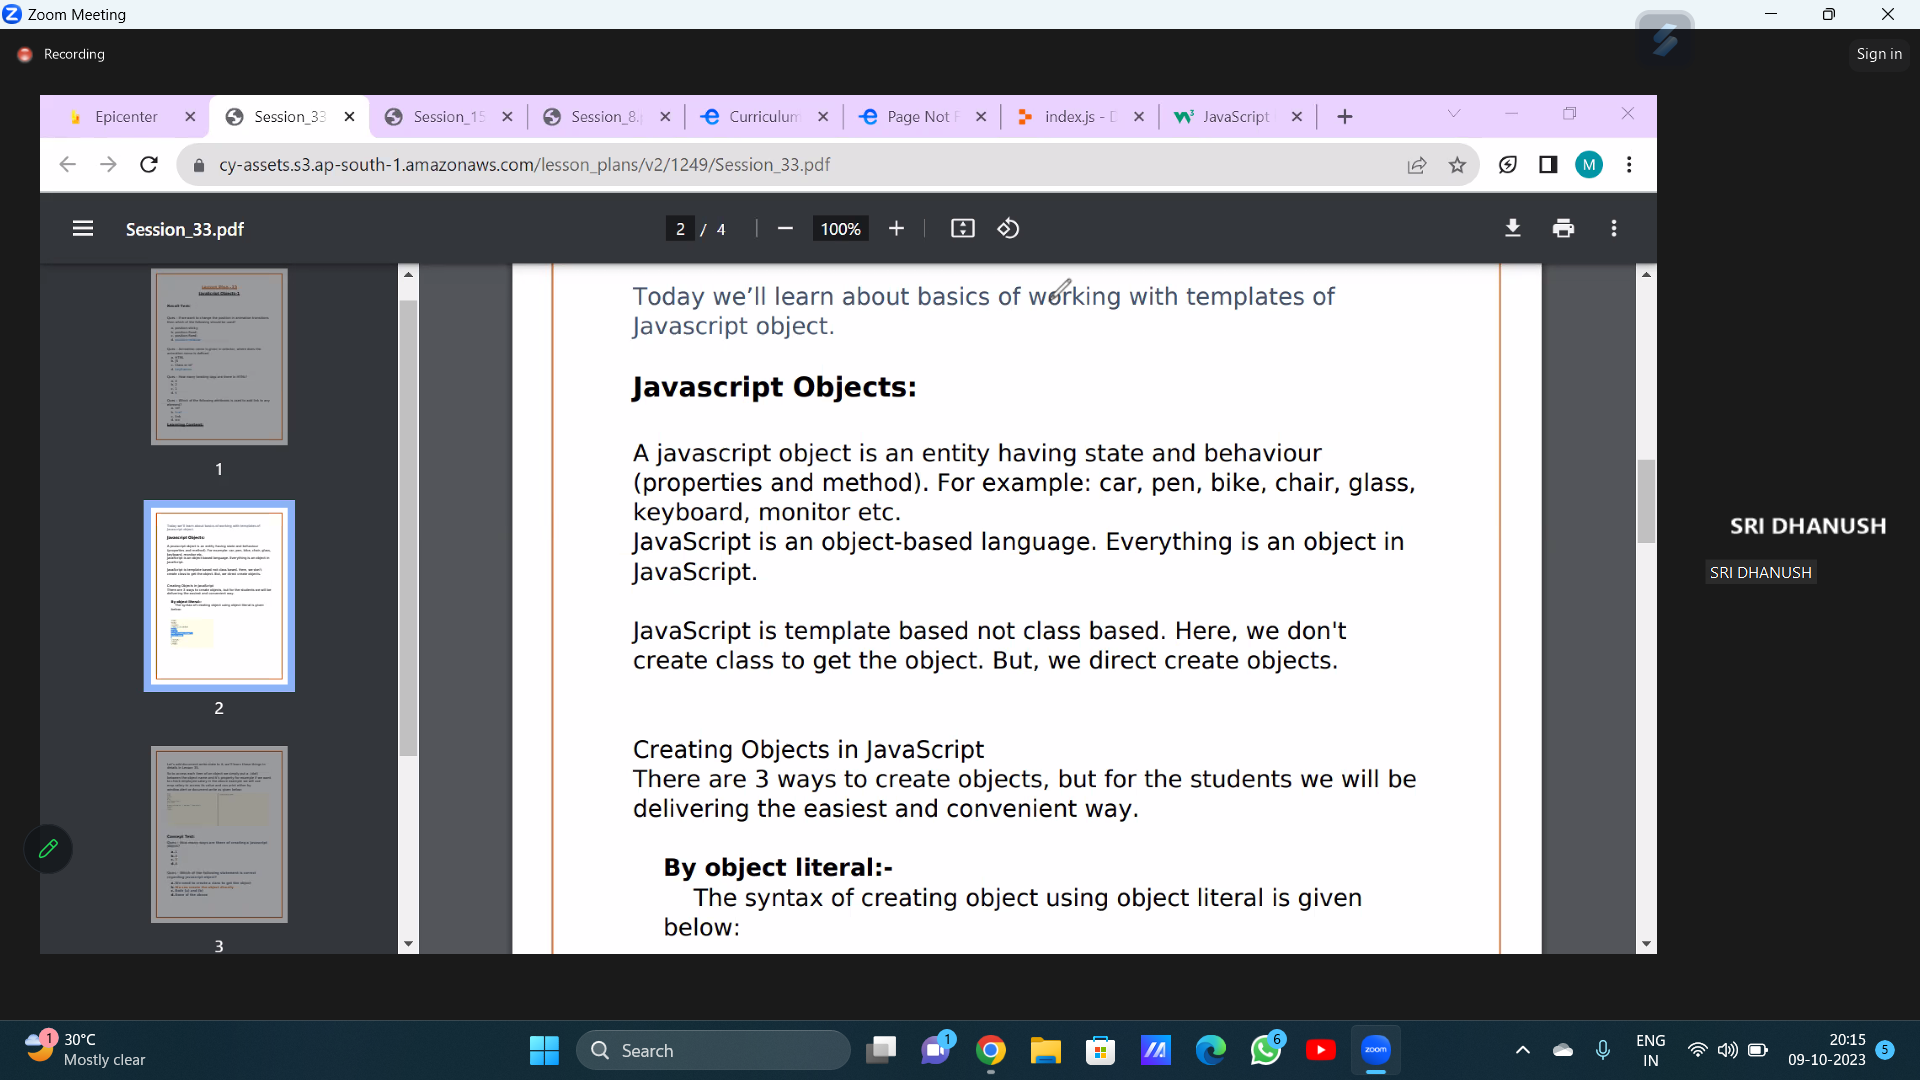 Zoom Meeting
Recording
Sign in
Epicenter
Session_33
Session_15
Session_8.
Curriculum
Page Not F
index.js - D
JavaScript
cy-assets.s3.ap-south-1.amazonaws.com/lesson_plans/v2/1249/Session_33.pdf
M
Session_33.pdf
2 / 4
100%
1
2
3
Today we’ll learn about basics of working with templates of
Javascript object.
Javascript Objects:
A javascript object is an entity having state and behaviour
(properties and method). For example: car, pen, bike, chair, glass,
keyboard, monitor etc.
JavaScript is an object-based language. Everything is an object in
JavaScript.
JavaScript is template based not class based. Here, we don't
create class to get the object. But, we direct create objects.
Creating Objects in JavaScript
There are 3 ways to create objects, but for the students we will be
delivering the easiest and convenient way.
By object literal:-
The syntax of creating object using object literal is given
below:
SRI DHANUSH
SRI DHANUSH
1
30°C
Mostly clear
Search
1
6
zoom
ENG
IN
20:15
09-10-2023
5